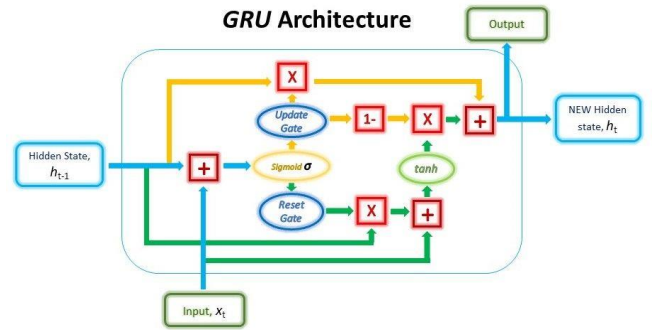 GRU Architecture
Output
X
Update
Gate
1-
X
+
NEW Hidden
state, ht
Hidden State,
ht-1
+
Sigmoid σ
tanh
Reset
Gate
X
+
Input, xt